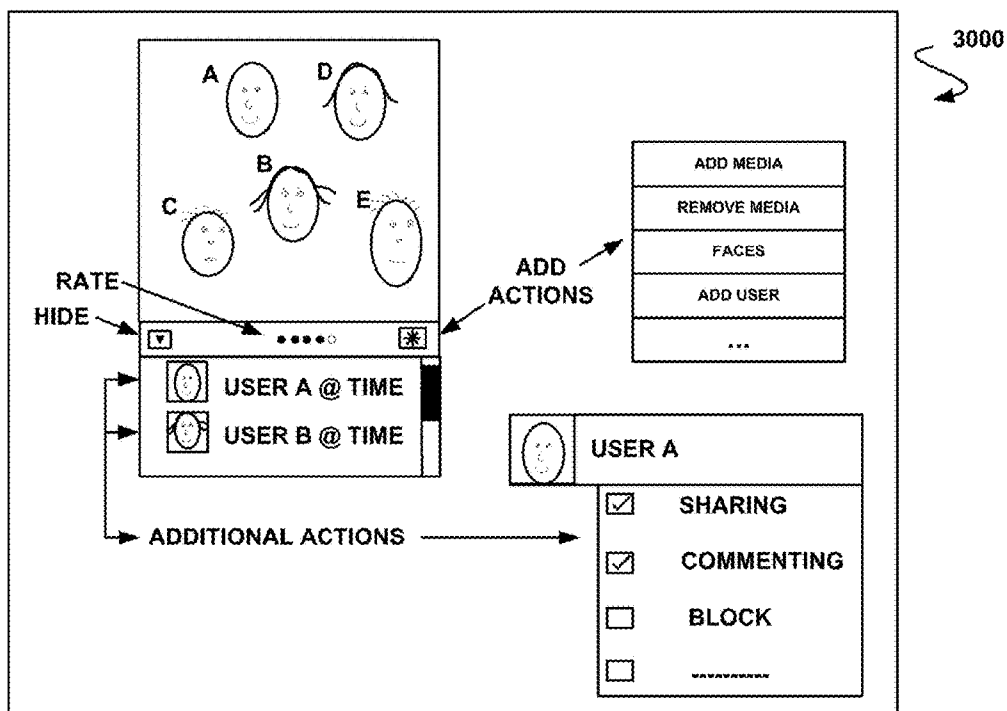 3000
A
D
B
C
E
RATE
HIDE
ADD
ACTIONS
ADD MEDIA
REMOVE MEDIA
FACES
ADD USER
...
USER A @ TIME
USER B @ TIME
ADDITIONAL ACTIONS
USER A
SHARING
COMMENTING
BLOCK
----------